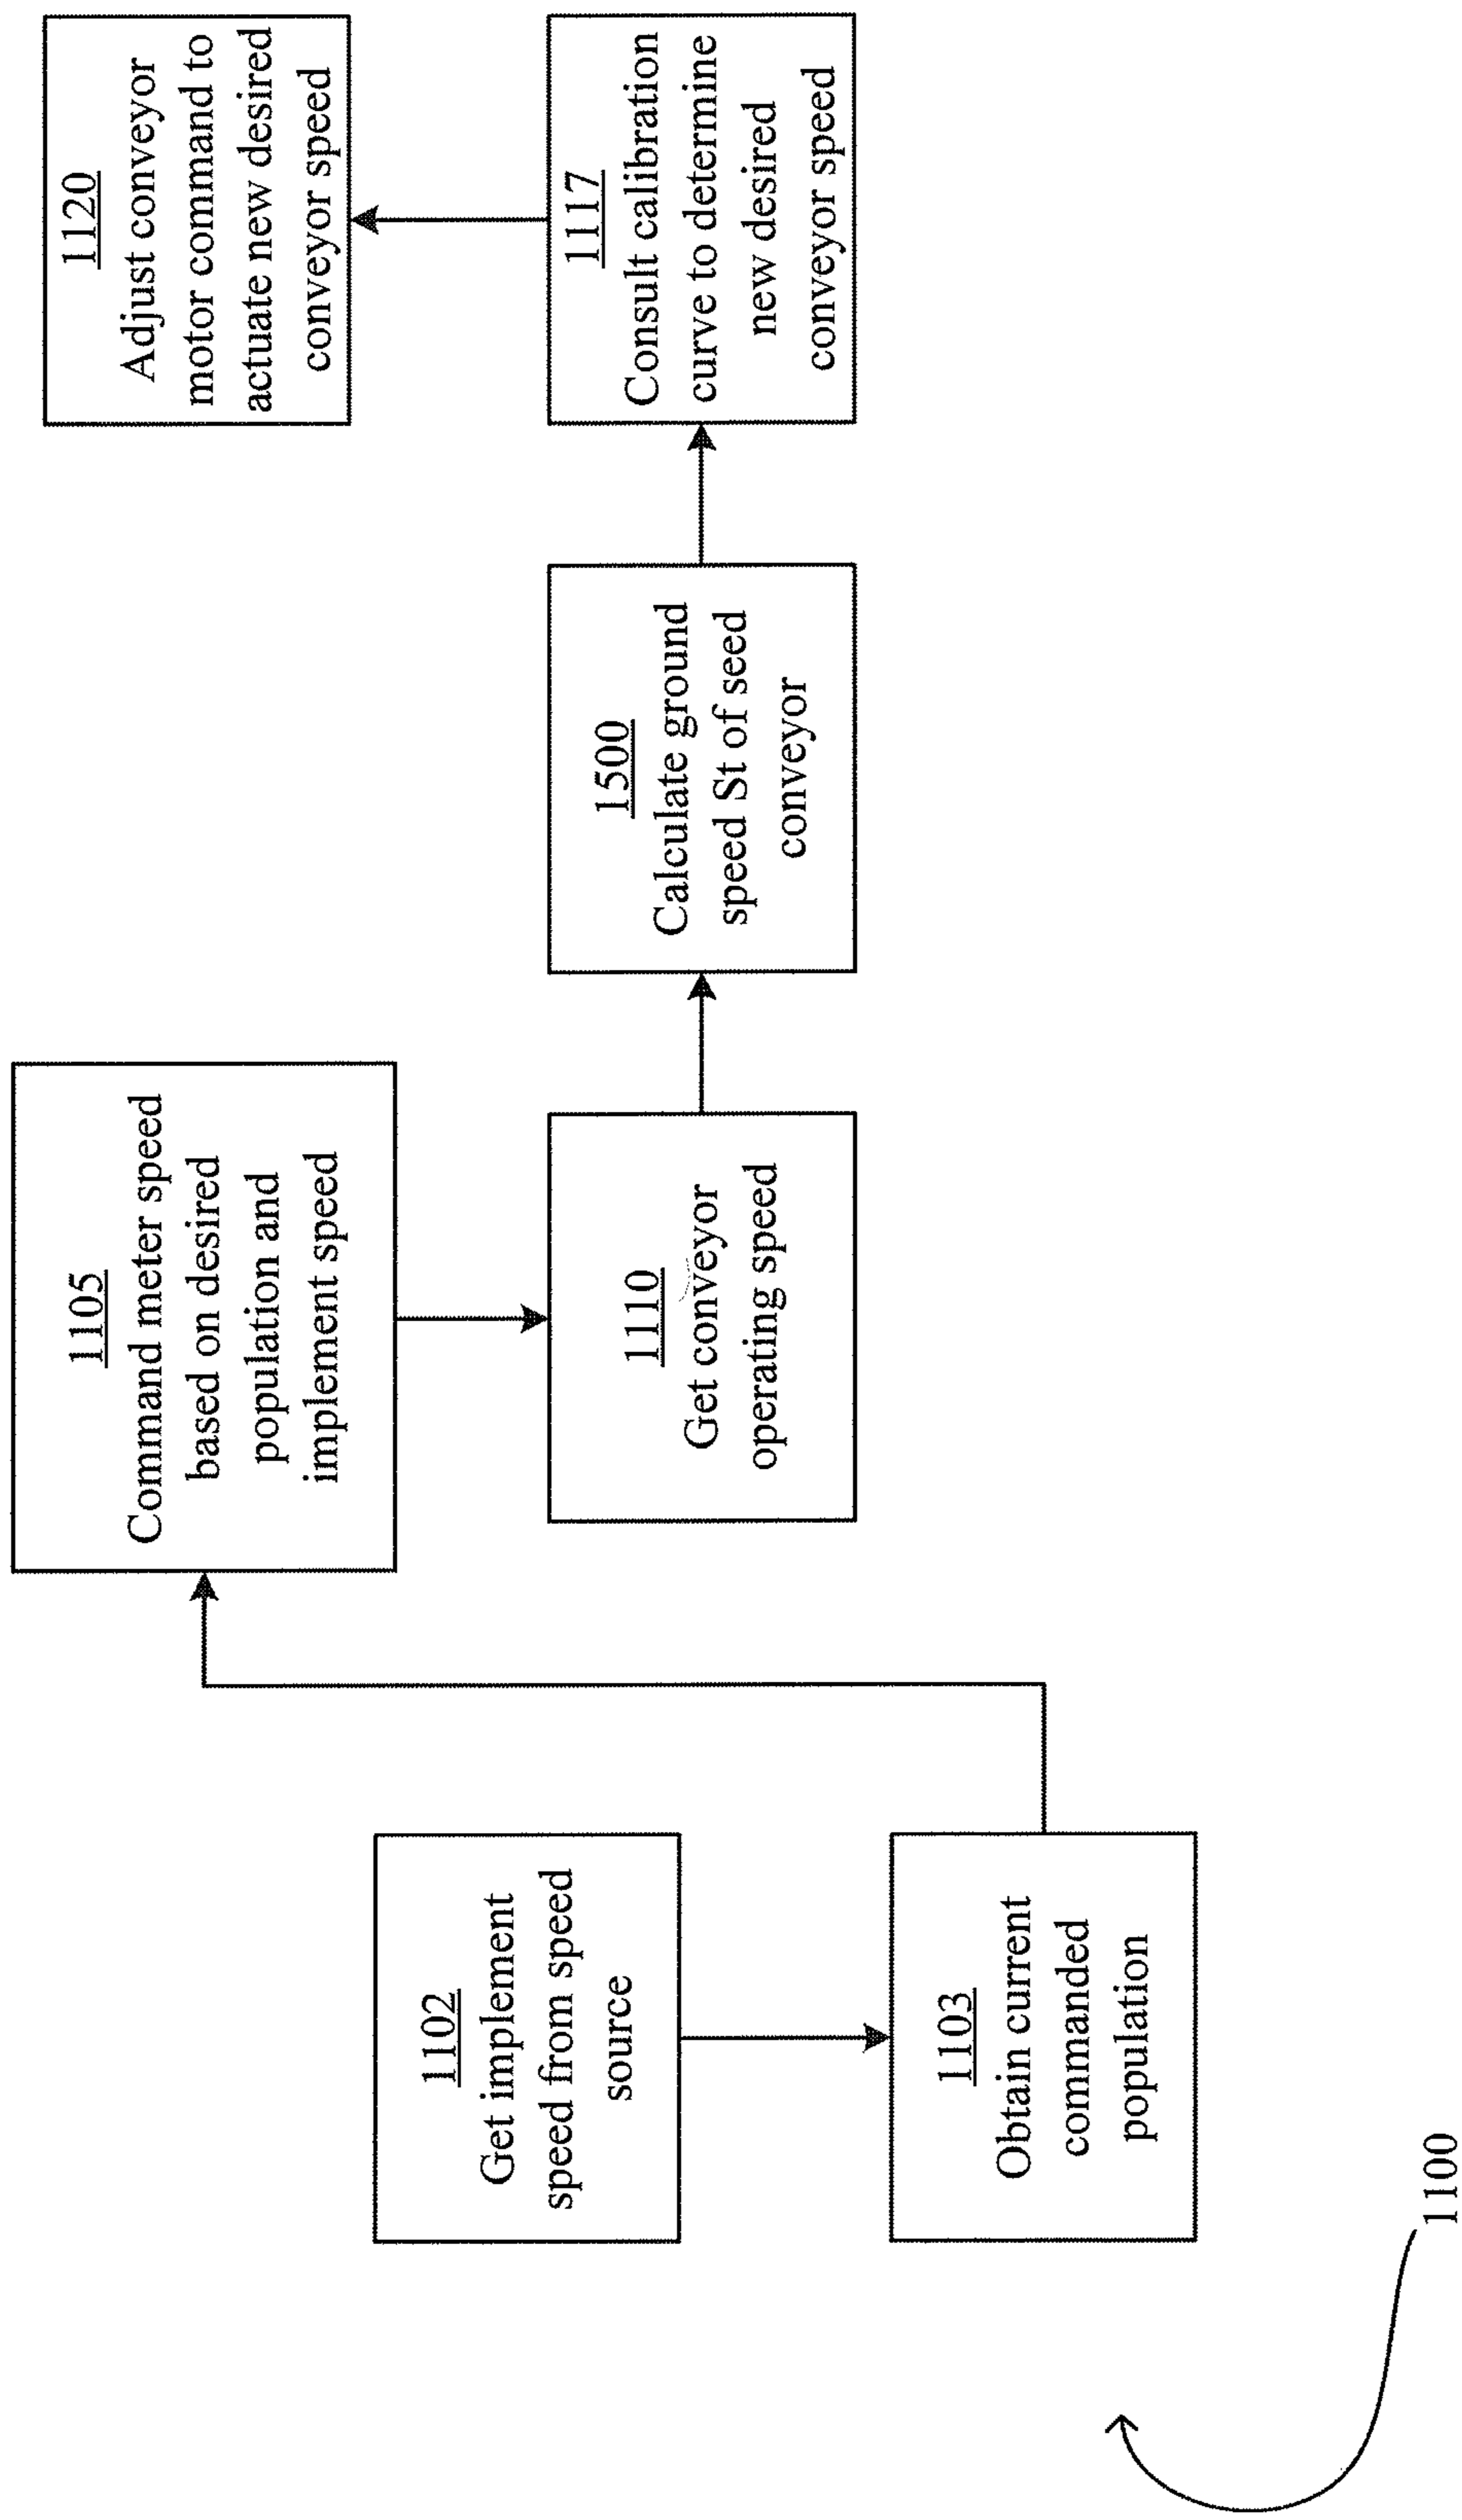 1102
Get implement
speed from speed
source
1103
Obtain current
commanded
population
1105
Command meter speed
based on desired
population and
implement speed
1110
Get conveyor
operating speed
1500
Calculate ground
speed St of seed
conveyor
1117
Consult calibration
curve to determine
new desired
conveyor speed
1120
Adjust conveyor
motor command to
actuate new desired
conveyor speed
1100